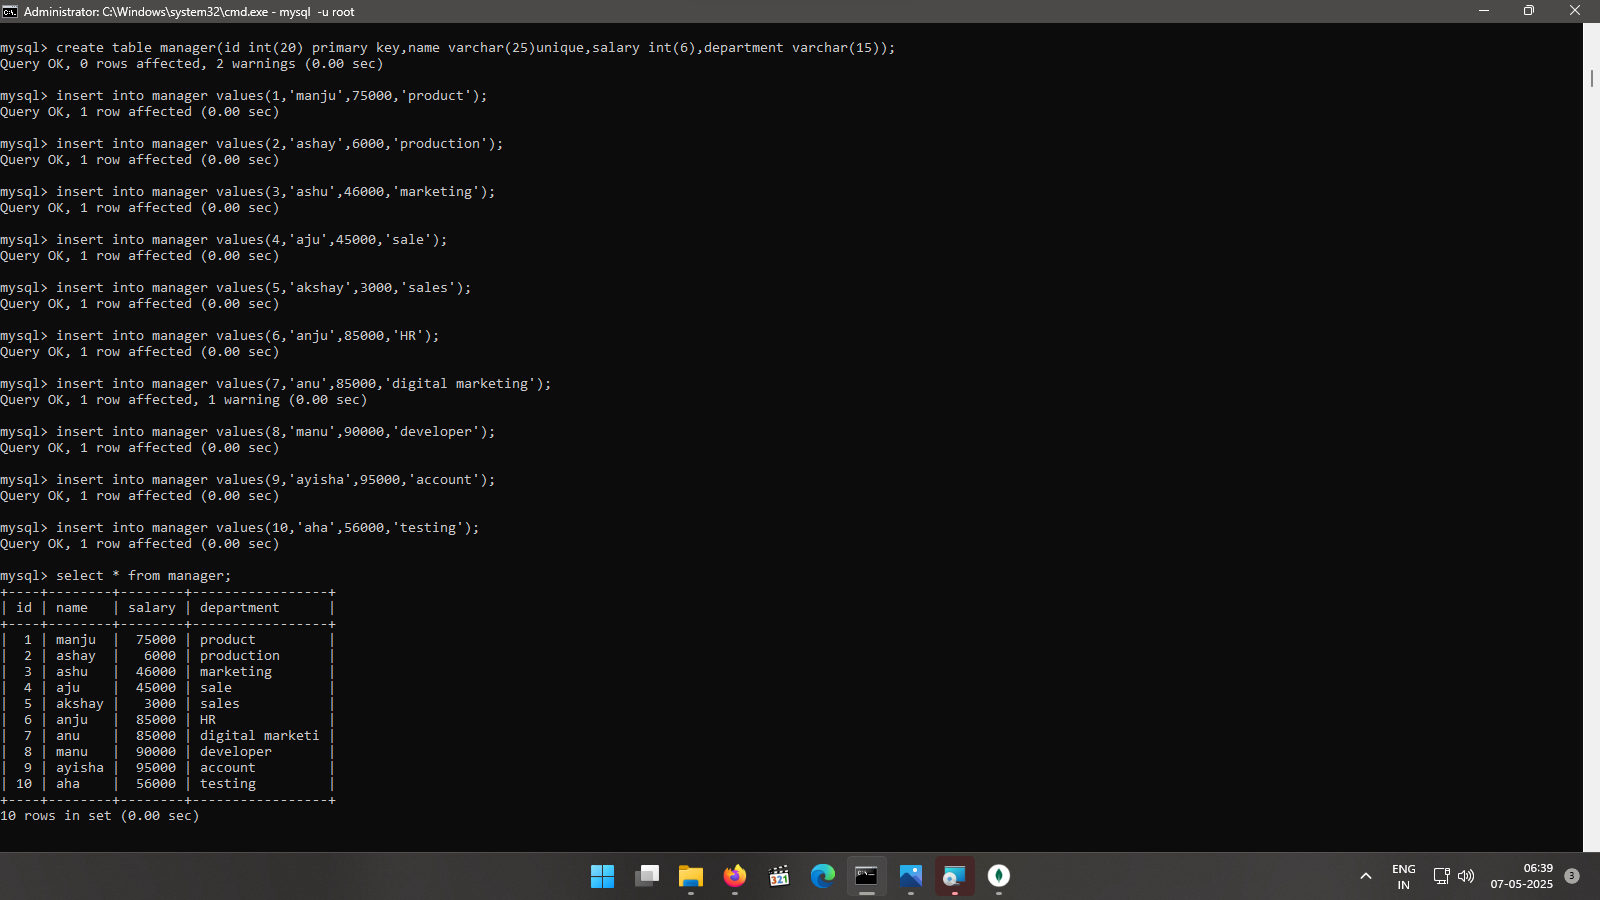 Administrator: C:\Windows\system32\cmd.exe - mysql  -u root
mysql> create table manager(id int(20) primary key,name varchar(25)unique,salary int(6),department varchar(15));
Query OK, 0 rows affected, 2 warnings (0.00 sec)
mysql> insert into manager values(1,'manju',75000,'product');
Query OK, 1 row affected (0.00 sec)
mysql> insert into manager values(2,'ashay',6000,'production');
Query OK, 1 row affected (0.00 sec)
mysql> insert into manager values(3,'ashu',46000,'marketing');
Query OK, 1 row affected (0.00 sec)
mysql> insert into manager values(4,'aju',45000,'sale');
Query OK, 1 row affected (0.00 sec)
mysql> insert into manager values(5,'akshay',3000,'sales');
Query OK, 1 row affected (0.00 sec)
mysql> insert into manager values(6,'anju',85000,'HR');
Query OK, 1 row affected (0.00 sec)
mysql> insert into manager values(7,'anu',85000,'digital marketing');
Query OK, 1 row affected, 1 warning (0.00 sec)
mysql> insert into manager values(8,'manu',90000,'developer');
Query OK, 1 row affected (0.00 sec)
mysql> insert into manager values(9,'ayisha',95000,'account');
Query OK, 1 row affected (0.00 sec)
mysql> insert into manager values(10,'aha',56000,'testing');
Query OK, 1 row affected (0.00 sec)
mysql> select * from manager;
+----+--------+--------+-----------------+
| id | name   | salary | department      |
+----+--------+--------+-----------------+
|  1 | manju  |  75000 | product         |
|  2 | ashay  |   6000 | production      |
|  3 | ashu   |  46000 | marketing       |
|  4 | aju    |  45000 | sale            |
|  5 | akshay |   3000 | sales           |
|  6 | anju   |  85000 | HR              |
|  7 | anu    |  85000 | digital marketi |
|  8 | manu   |  90000 | developer       |
|  9 | ayisha |  95000 | account         |
| 10 | aha    |  56000 | testing         |
+----+--------+--------+-----------------+
10 rows in set (0.00 sec)
321
ENG
IN
06:39
07-05-2025
3